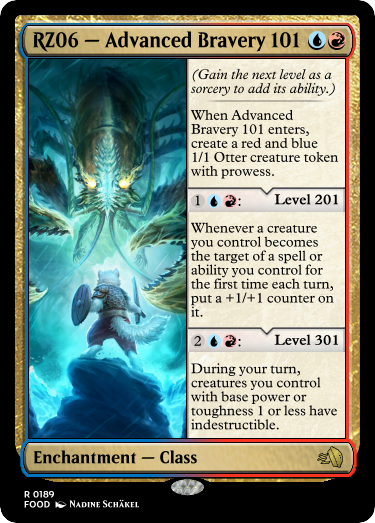 RZ06 — Advanced Bravery 101
(Gain the next level as a
sorcery to add its ability.)
When Advanced
Bravery 101 enters,
create a red and blue
1/1 Otter creature token
with prowess.
1 : Level 201
Whenever a creature
you control becomes
the target of a spell or
ability you control for
the first time each turn,
put a +1/+1 counter on
it.
2 : Level 301
During your turn,
creatures you control
with base power or
toughness 1 or less have
indestructible.
Enchantment — Class
R 0189
FOOD Nadine Schäkel